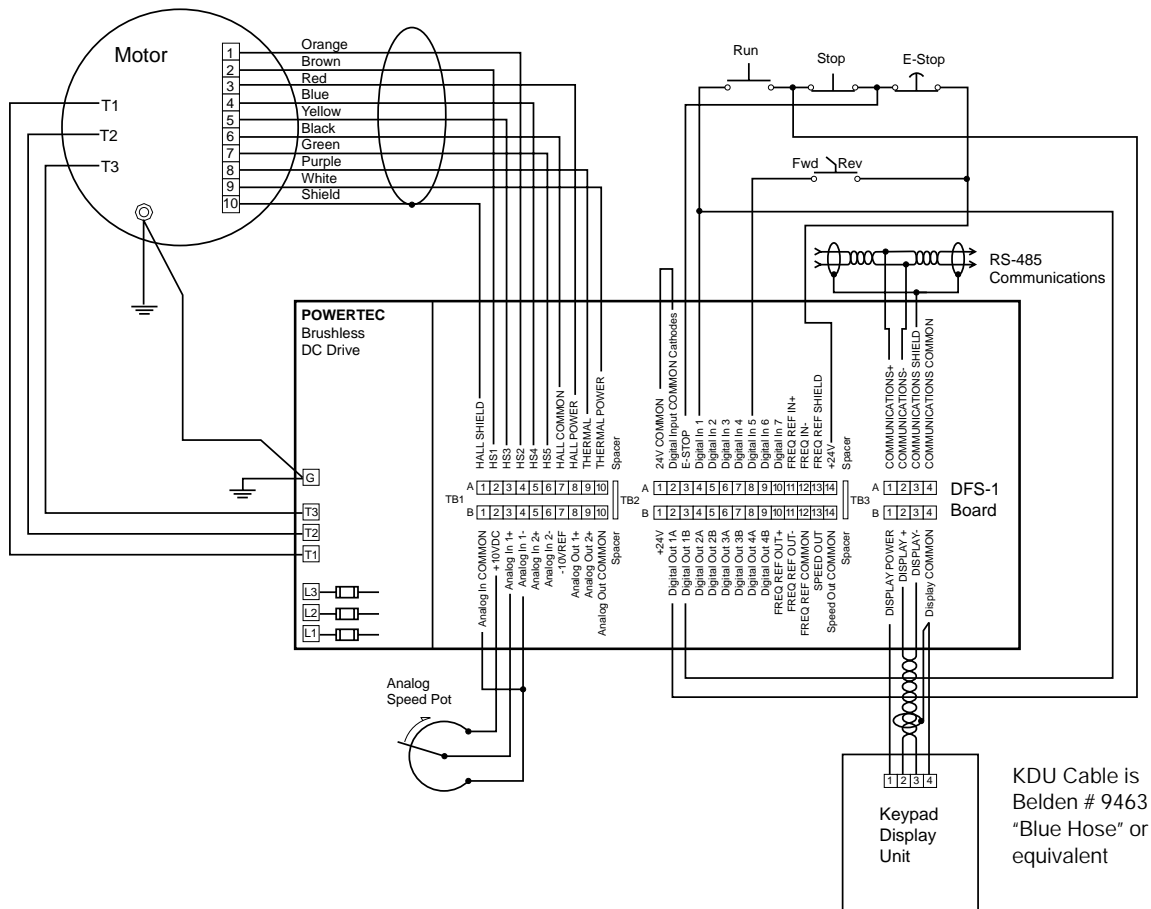 Motor
1
2
3
4
5
6
7
8
9
10
Orange
Brown
Red
Blue
Yellow
Black
Green
Purple
White
Shield
T1
T2
T3
Run
Stop
E-Stop
Fwd
Rev
RS-485
Communications
POWERTEC
Brushless
DC Drive
G
T3
T2
T1
L3
L2
L1
HALL SHIELD
HS1
HS3
HS2
HS4
HS5
HALL COMMON
HALL POWER
THERMAL
THERMAL POWER
Spacer
24V COMMON
Digital Input COMMON Cathodes
E-STOP
Digital In 1
Digital In 2
Digital In 3
Digital In 4
Digital In 5
Digital In 6
Digital In 7
FREQ REF IN+
FREQ IN-
FREQ REF SHIELD
+24V
Spacer
COMMUNICATIONS+
COMMUNICATIONS-
COMMUNICATIONS SHIELD
COMMUNICATIONS COMMON
A 1 2 3 4 5 6 7 8 9 10
TB1
B 1 2 3 4 5 6 7 8 9 10
A 1 2 3 4 5 6 7 8 9 10 11 12 13 14
TB2
B 1 2 3 4 5 6 7 8 9 10 11 12 13 14
A 1 2 3 4
TB3
B 1 2 3 4
DFS-1
Board
Analog In COMMON
+10VDC
Analog In 1+
Analog In 1-
Analog In 2+
Analog In 2-
-10VREF
Analog Out 1+
Analog Out 2+
Analog Out COMMON
Spacer
+24V
Digital Out 1A
Digital Out 1B
Digital Out 2A
Digital Out 2B
Digital Out 3A
Digital Out 3B
Digital Out 4A
Digital Out 4B
FREQ REF OUT+
FREQ REF OUT-
FREQ REF COMMON
SPEED OUT
Speed Out COMMON
Spacer
DISPLAY POWER
DISPLAY +
DISPLAY-
Display COMMON
Analog
Speed Pot
1 2 3 4
Keypad
Display
Unit
KDU Cable is
Belden # 9463
"Blue Hose" or
equivalent